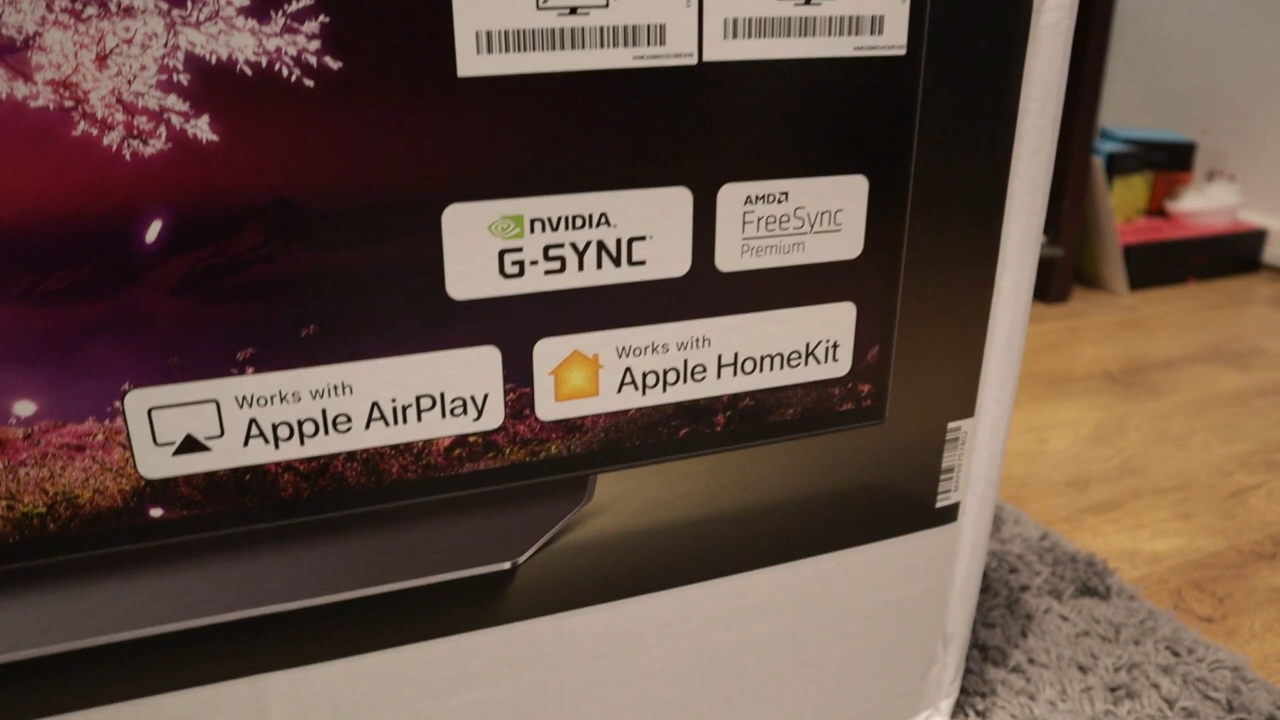 NVIDIA.
G-SYNC
AMD
FreeSync
Premium
Works with
Apple AirPlay
Works with
Apple HomeKit